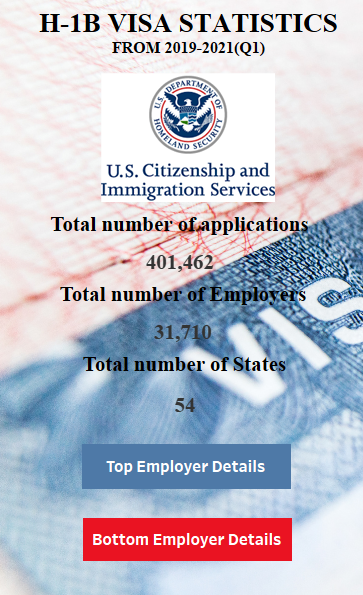 H-1B VISA STATISTICS
FROM 2019-2021(Q1)
U.S. DEPARTMENT OF HOMELAND SECURITY
U.S. Citizenship and
Immigration Services
Total number of applications
401,462
Total number of Employers
31,710
Total number of States
54
VIS
Top Employer Details
Bottom Employer Details